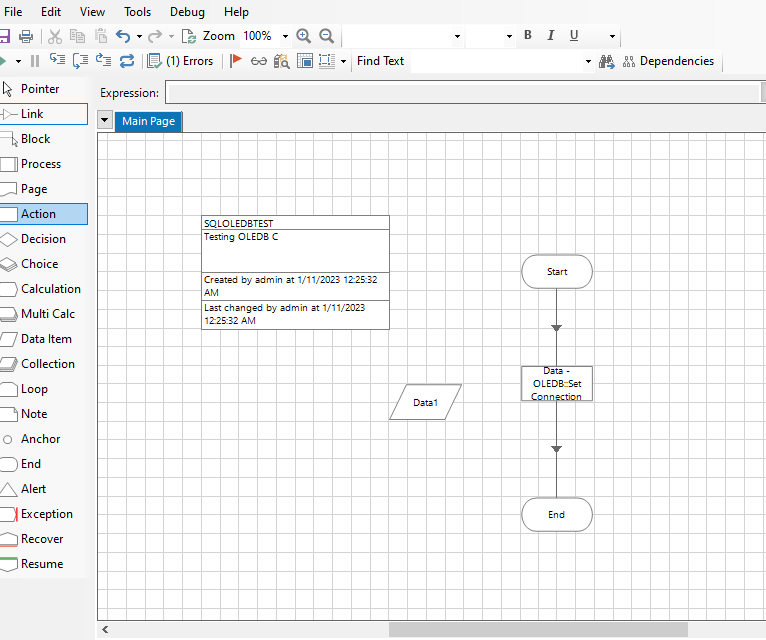 File Edit View Tools Debug Help
Zoom 100% B I U
(1) Errors Find Text Dependencies
Pointer
Link
Block
Process
Page
Action
Decision
Choice
Calculation
Multi Calc
Data Item
Collection
Loop
Note
Anchor
End
Alert
Exception
Recover
Resume
Expression:
Main Page
SQLOLEDBTEST
Testing OLEDB C
Created by admin at 1/11/2023 12:25:32
AM
Last changed by admin at 1/11/2023
12:25:32 AM
Data1
Start
Data -
OLEDB::Set
Connection
End